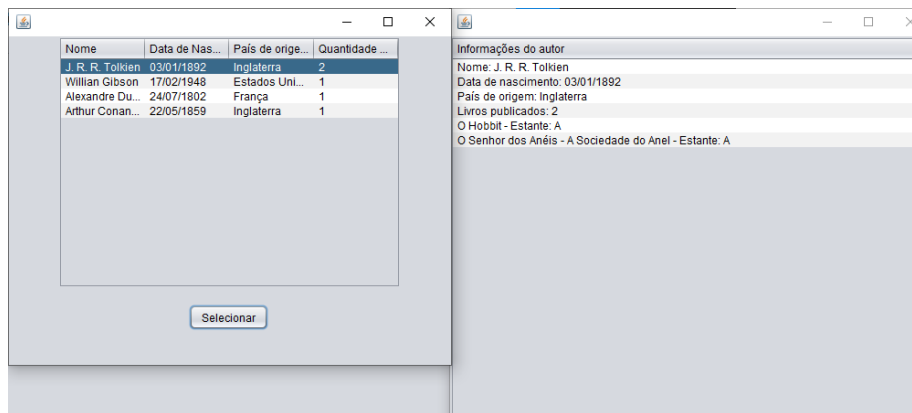 Nome Data de Nas... País de orige... Quantidade ...
J. R. R. Tolkien 03/01/1892 Inglaterra 2
Willian Gibson 17/02/1948 Estados Uni... 1
Alexandre Du... 24/07/1802 França 1
Arthur Conan... 22/05/1859 Inglaterra 1
Selecionar
Informações do autor
Nome: J. R. R. Tolkien
Data de nascimento: 03/01/1892
País de origem: Inglaterra
Livros publicados: 2
O Hobbit - Estante: A
O Senhor dos Anéis - A Sociedade do Anel - Estante: A